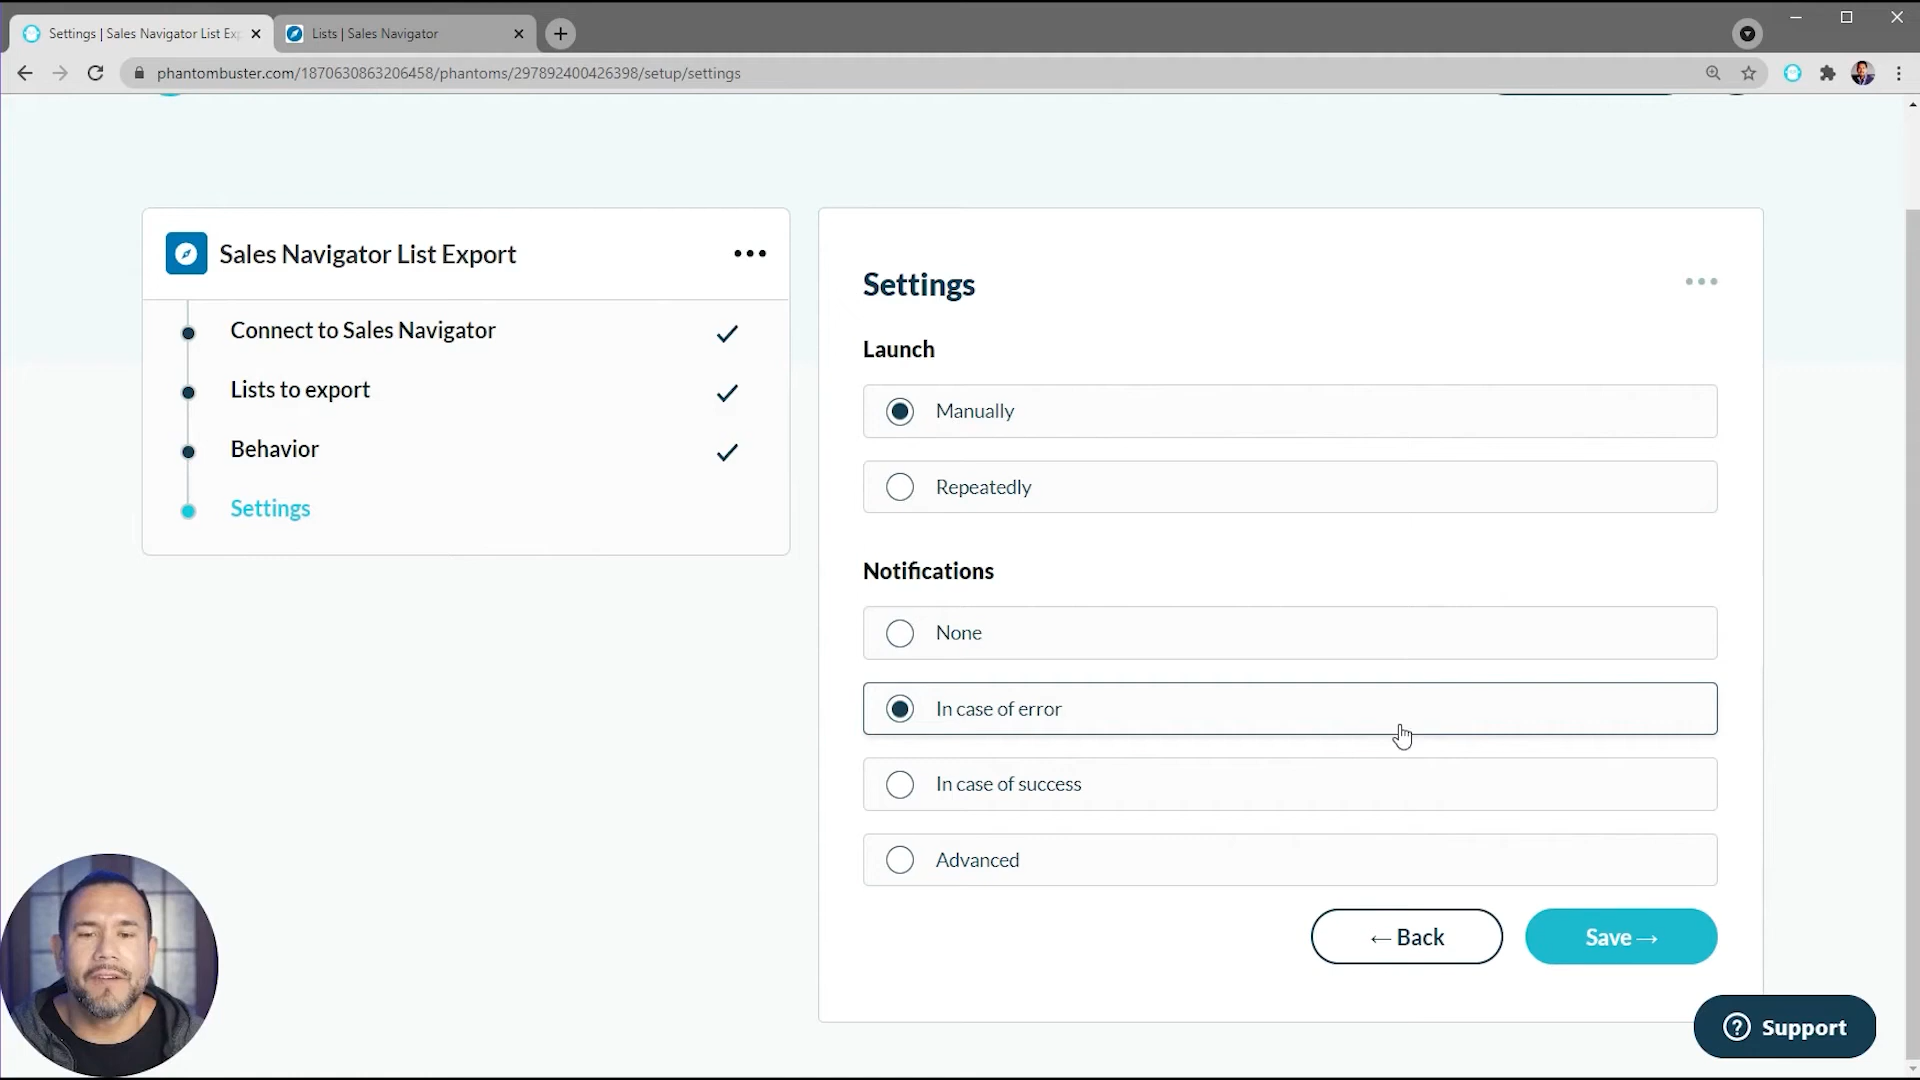 Settings | Sales Navigator List Exp
Lists | Sales Navigator
phantombuster.com/1870630863206458/phantoms/297892400426398/setup/settings
Sales Navigator List Export
Connect to Sales Navigator
Lists to export
Behavior
Settings
Settings
Launch
Manually
Repeatedly
Notifications
None
In case of error
In case of success
Advanced
← Back
Save →
? Support